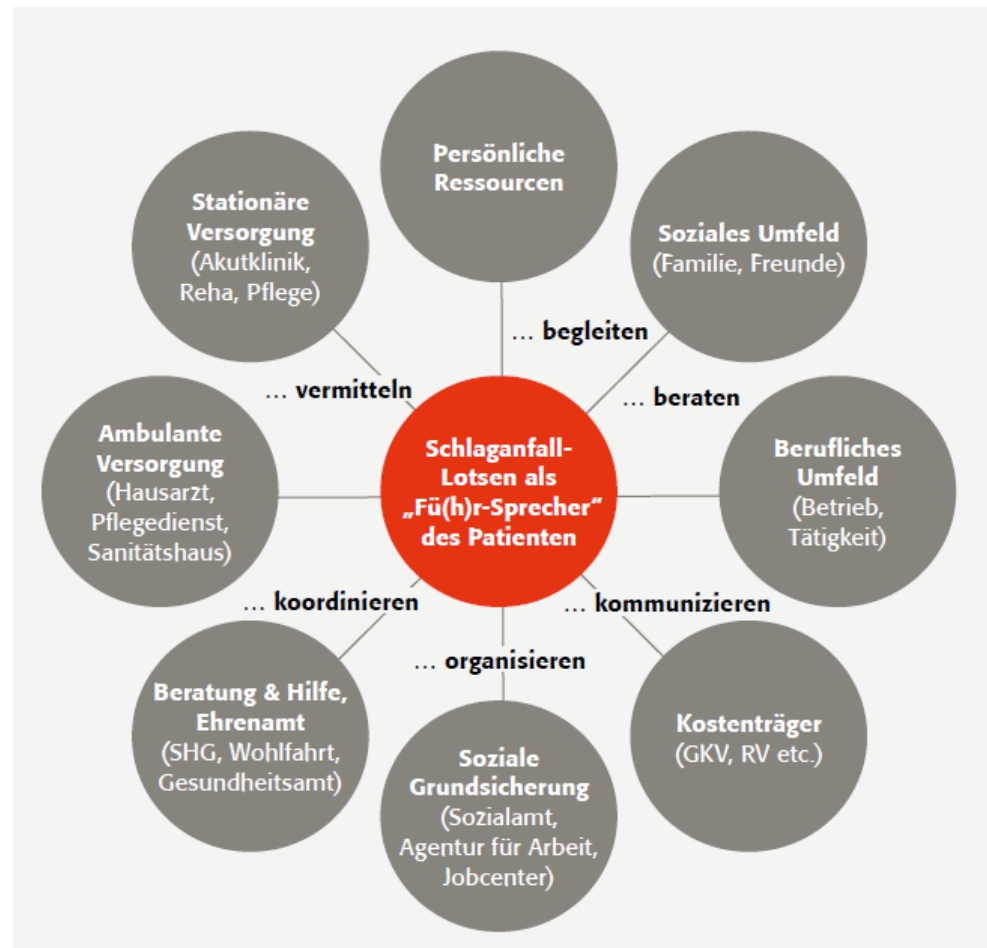 Persönliche
Ressourcen
Soziales Umfeld
(Familie, Freunde)
Berufliches
Umfeld
(Betrieb,
Tätigkeit)
Kostenträger
(GKV, RV etc.)
Soziale
Grundsicherung
(Sozialamt,
Agentur für Arbeit,
Jobcenter)
Beratung & Hilfe,
Ehrenamt
(SHG, Wohlfahrt,
Gesundheitsamt)
Ambulante
Versorgung
(Hausarzt,
Pflegedienst,
Sanitätshaus)
Stationäre
Versorgung
(Akutklinik,
Reha, Pflege)
Schlaganfall-
Lotsen als
„Fü(h)r-Sprecher“
des Patienten
… begleiten
… beraten
… kommunizieren
… organisieren
… koordinieren
… vermitteln